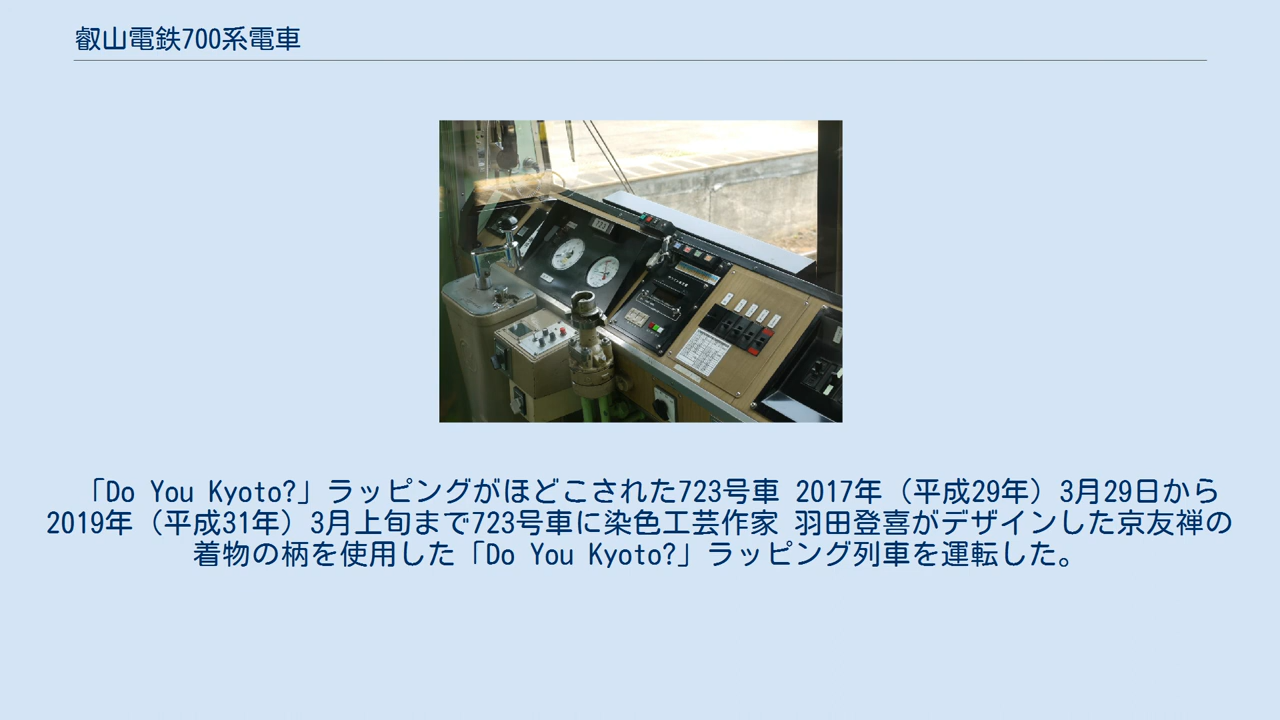 叡山電鉄700系電車
「Do You Kyoto?」ラッピングがほどこされた723号車 2017年（平成29年）3月29日から
2019年（平成31年）3月上旬まで723号車に染色工芸作家 羽田登喜がデザインした京友禅の
着物の柄を使用した「Do You Kyoto?」ラッピング列車を運転した。